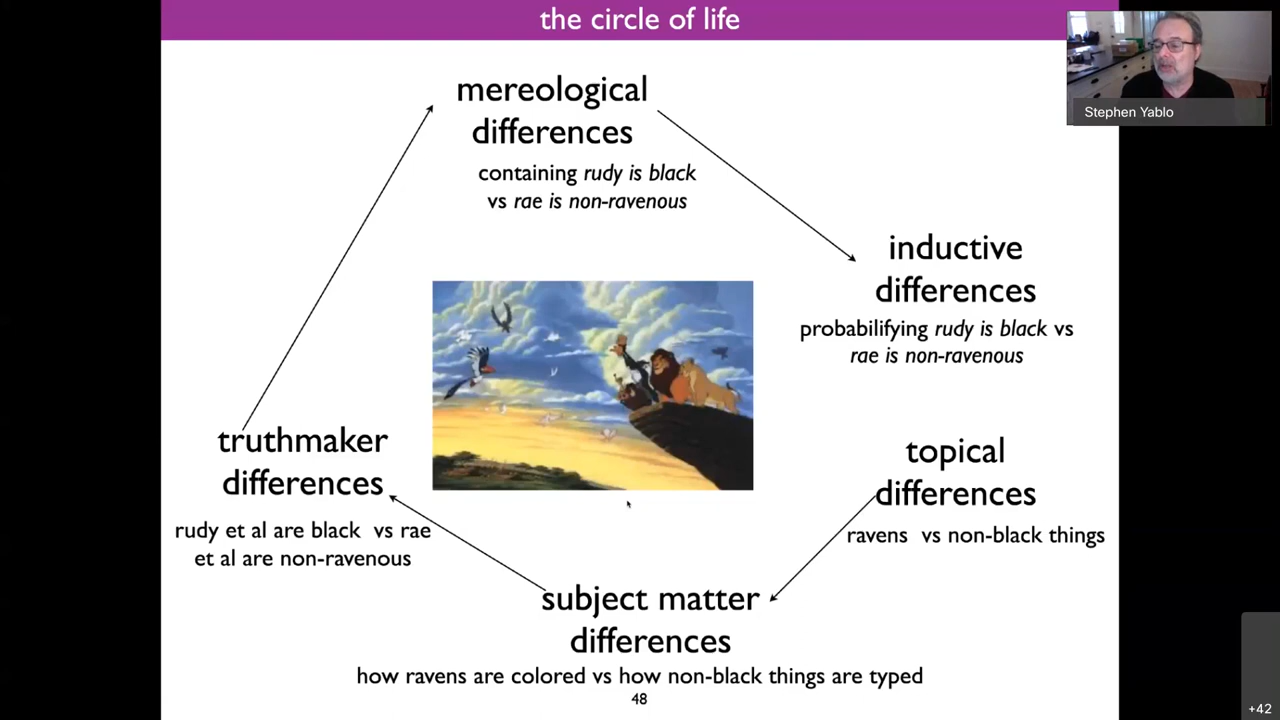 the circle of life
Stephen Yablo
mereological
differences
containing rudy is black
vs rae is non-ravenous
inductive
differences
probabilifying rudy is black vs
rae is non-ravenous
truthmaker
differences
rudy et al are black vs rae
et al are non-ravenous
topical
differences
ravens vs non-black things
subject matter
differences
how ravens are colored vs how non-black things are typed
48
+42